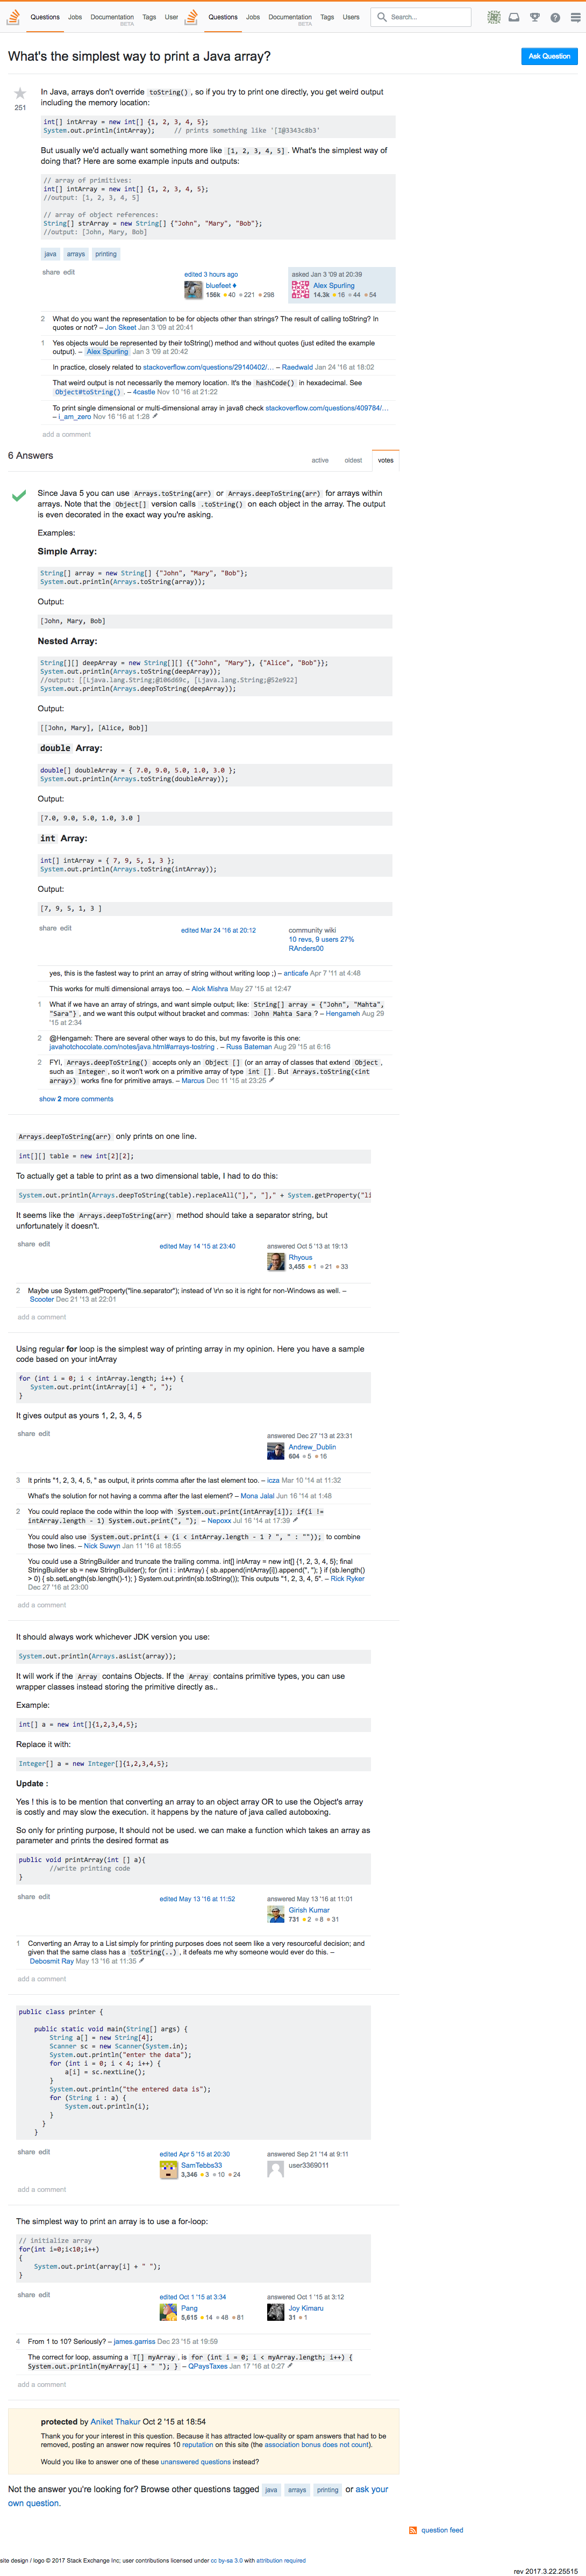 Questions Jobs Documentation BETA Tags User Questions Jobs Documentation BETA Tags Users Search...
What's the simplest way to print a Java array?
Ask Question
251
In Java, arrays don't override toString() , so if you try to print one directly, you get weird output
including the memory location:
int[] intArray = new int[] {1, 2, 3, 4, 5};
System.out.println(intArray);     // prints something like '[I@3343c8b3'
But usually we'd actually want something more like [1, 2, 3, 4, 5] . What's the simplest way of
doing that? Here are some example inputs and outputs:
// array of primitives:
int[] intArray = new int[] {1, 2, 3, 4, 5};
//output: [1, 2, 3, 4, 5]
// array of object references:
String[] strArray = new String[] {"John", "Mary", "Bob"};
//output: [John, Mary, Bob]
java arrays printing
share edit
edited 3 hours ago
bluefeet ♦
156k 40 221 298
asked Jan 3 '09 at 20:39
Alex Spurling
14.3k 16 44 54
2 What do you want the representation to be for objects other than strings? The result of calling toString? In
quotes or not? – Jon Skeet Jan 3 '09 at 20:41
1 Yes objects would be represented by their toString() method and without quotes (just edited the example
output). – Alex Spurling Jan 3 '09 at 20:42
In practice, closely related to stackoverflow.com/questions/29140402/… – Raedwald Jan 24 '16 at 18:02
That weird output is not necessarily the memory location. It's the hashCode() in hexadecimal. See
Object#toString() . – 4castle Nov 10 '16 at 21:22
To print single dimensional or multi-dimensional array in java8 check stackoverflow.com/questions/409784/…
– i_am_zero Nov 16 '16 at 1:28
add a comment
6 Answers
active oldest votes
Since Java 5 you can use Arrays.toString(arr) or Arrays.deepToString(arr) for arrays within
arrays. Note that the Object[] version calls .toString() on each object in the array. The output
is even decorated in the exact way you're asking.
Examples:
Simple Array:
String[] array = new String[] {"John", "Mary", "Bob"};
System.out.println(Arrays.toString(array));
Output:
[John, Mary, Bob]
Nested Array:
String[][] deepArray = new String[][] {{"John", "Mary"}, {"Alice", "Bob"}};
System.out.println(Arrays.toString(deepArray));
//output: [[Ljava.lang.String;@106d69c, [Ljava.lang.String;@52e922]
System.out.println(Arrays.deepToString(deepArray));
Output:
[[John, Mary], [Alice, Bob]]
double Array:
double[] doubleArray = { 7.0, 9.0, 5.0, 1.0, 3.0 };
System.out.println(Arrays.toString(doubleArray));
Output:
[7.0, 9.0, 5.0, 1.0, 3.0 ]
int Array:
int[] intArray = { 7, 9, 5, 1, 3 };
System.out.println(Arrays.toString(intArray));
Output:
[7, 9, 5, 1, 3 ]
share edit
edited Mar 24 '16 at 20:12
community wiki
10 revs, 9 users 27%
RAnders00
yes, this is the fastest way to print an array of string without writing loop ;) – anticafe Apr 7 '11 at 4:48
This works for multi dimensional arrays too. – Alok Mishra May 27 '15 at 12:47
1 What if we have an array of strings, and want simple output; like: String[] array = {"John", "Mahta",
"Sara"} , and we want this output without bracket and commas: John Mahta Sara ? – Hengameh Aug 29
'15 at 2:34
2 @Hengameh: There are several other ways to do this, but my favorite is this one:
javahotchocolate.com/notes/java.html#arrays-tostring . – Russ Bateman Aug 29 '15 at 6:16
2 FYI, Arrays.deepToString() accepts only an Object [] (or an array of classes that extend Object ,
such as Integer , so it won't work on a primitive array of type int [] . But Arrays.toString(<int
array>) works fine for primitive arrays. – Marcus Dec 11 '15 at 23:25
show 2 more comments
Arrays.deepToString(arr) only prints on one line.
int[][] table = new int[2][2];
To actually get a table to print as a two dimensional table, I had to do this:
System.out.println(Arrays.deepToString(table).replaceAll("],", "]," + System.getProperty("li
It seems like the Arrays.deepToString(arr) method should take a separator string, but
unfortunately it doesn't.
share edit
edited May 14 '15 at 23:40
answered Oct 5 '13 at 19:13
Rhyous
3,455 1 21 33
2 Maybe use System.getProperty("line.separator"); instead of \r\n so it is right for non-Windows as well. –
Scooter Dec 21 '13 at 22:01
add a comment
Using regular for loop is the simplest way of printing array in my opinion. Here you have a sample
code based on your intArray
for (int i = 0; i < intArray.length; i++) {
   System.out.print(intArray[i] + ", ");
}
It gives output as yours 1, 2, 3, 4, 5
share edit
answered Dec 27 '13 at 23:31
Andrew_Dublin
604 5 16
3 It prints "1, 2, 3, 4, 5, " as output, it prints comma after the last element too. – icza Mar 10 '14 at 11:32
What's the solution for not having a comma after the last element? – Mona Jalal Jun 16 '14 at 1:48
2 You could replace the code within the loop with System.out.print(intArray[i]); if(i !=
intArray.length - 1) System.out.print(", "); – Nepoxx Jul 16 '14 at 17:39
You could also use System.out.print(i + (i < intArray.length - 1 ? ", " : "")); to combine
those two lines. – Nick Suwyn Jan 11 '16 at 18:55
You could use a StringBuilder and truncate the trailing comma. int[] intArray = new int[] {1, 2, 3, 4, 5}; final
StringBuilder sb = new StringBuilder(); for (int i : intArray) { sb.append(intArray[i]).append(", "); } if (sb.length()
> 0) { sb.setLength(sb.length()-1); } System.out.println(sb.toString()); This outputs "1, 2, 3, 4, 5". – Rick Ryker
Dec 27 '16 at 23:00
add a comment
It should always work whichever JDK version you use:
System.out.println(Arrays.asList(array));
It will work if the Array contains Objects. If the Array contains primitive types, you can use
wrapper classes instead storing the primitive directly as..
Example:
int[] a = new int[]{1,2,3,4,5};
Replace it with:
Integer[] a = new Integer[]{1,2,3,4,5};
Update :
Yes ! this is to be mention that converting an array to an object array OR to use the Object's array
is costly and may slow the execution. it happens by the nature of java called autoboxing.
So only for printing purpose, It should not be used. we can make a function which takes an array as
parameter and prints the desired format as
public void printArray(int [] a){
        //write printing code
}
share edit
edited May 13 '16 at 11:52
answered May 13 '16 at 11:01
Girish Kumar
731 2 8 31
1 Converting an Array to a List simply for printing purposes does not seem like a very resourceful decision; and
given that the same class has a toString(..) , it defeats me why someone would ever do this. –
Debosmit Ray May 13 '16 at 11:35
add a comment
public class printer {
    public static void main(String[] args) {
        String a[] = new String[4];
        Scanner sc = new Scanner(System.in);
        System.out.println("enter the data");
        for (int i = 0; i < 4; i++) {
            a[i] = sc.nextLine();
        }
        System.out.println("the entered data is");
        for (String i : a) {
            System.out.println(i);
        }
      }
    }
share edit
edited Apr 5 '15 at 20:30
SamTebbs33
3,346 3 10 24
answered Sep 21 '14 at 9:11
user3369011
add a comment
The simplest way to print an array is to use a for-loop:
// initialize array
for(int i=0;i<10;i++)
{
    System.out.print(array[i] + " ");
}
share edit
edited Oct 1 '15 at 3:34
Pang
5,615 14 48 81
answered Oct 1 '15 at 3:12
Joy Kimaru
31 1
4 From 1 to 10? Seriously? – james.garriss Dec 23 '15 at 19:59
The correct for loop, assuming a T[] myArray , is for (int i = 0; i < myArray.length; i++) {
System.out.println(myArray[i] + " "); } – QPaysTaxes Jan 17 '16 at 0:27
add a comment
protected by Aniket Thakur Oct 2 '15 at 18:54
Thank you for your interest in this question. Because it has attracted low-quality or spam answers that had to be
removed, posting an answer now requires 10 reputation on this site (the association bonus does not count).
Would you like to answer one of these unanswered questions instead?
Not the answer you're looking for? Browse other questions tagged java arrays printing or ask your
own question.
question feed
site design / logo © 2017 Stack Exchange Inc; user contributions licensed under cc by-sa 3.0 with attribution required
rev 2017.3.22.25515